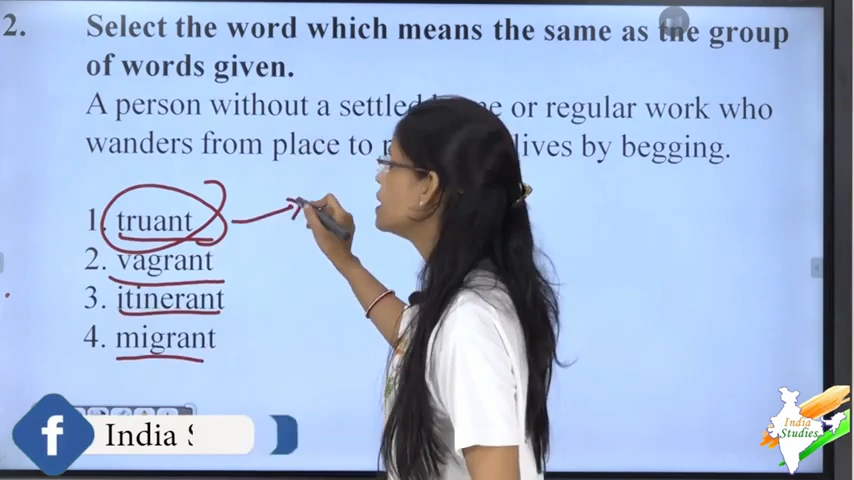 2. Select the word which means the same as the group
of words given.
A person without a settled or regular work who
wanders from place to lives by begging.
1. truant
2. vagrant
3. itinerant
4. migrant
f India
India
Studies